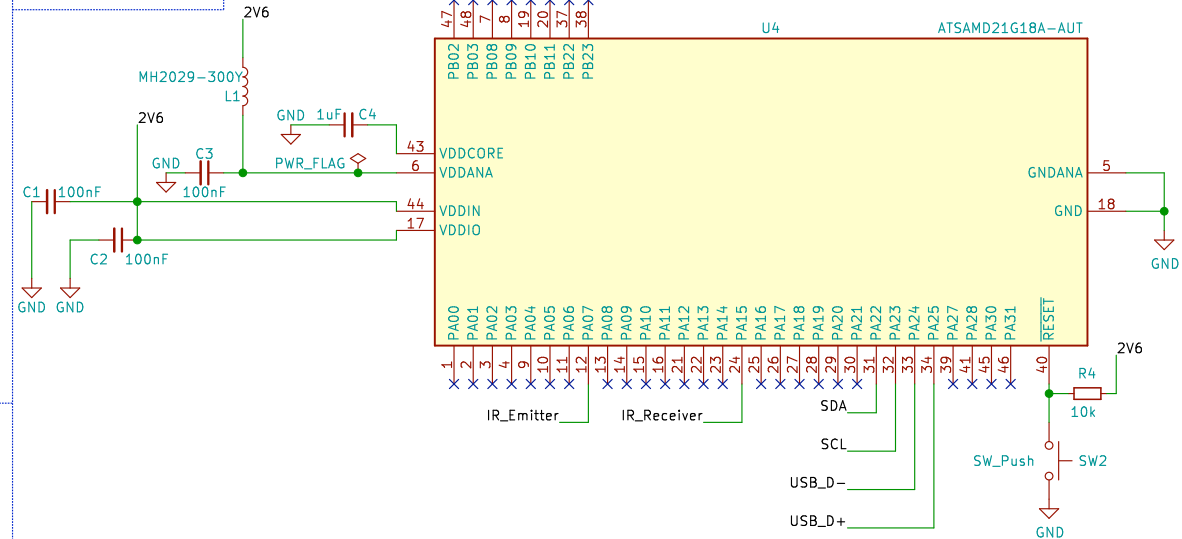 2V6
47
48
7
8
19
20
37
38
U4
ATSAMD21G18A-AUT
PB02
PB03
PB08
PB09
PB10
PB11
PB22
PB23
MH2029-300Y
L1
2V6
GND
1uF
C4
43
VDDCORE
GND
C3
PWR_FLAG
6
VDDANA
GNDANA
5
C1
100nF
100nF
44
VDDIN
GND
18
17
VDDIO
C2
100nF
GND
GND
GND
PA00
PA01
PA02
PA03
PA04
PA05
PA06
PA07
PA08
PA09
PA10
PA11
PA12
PA13
PA14
PA15
PA16
PA17
PA18
PA19
PA20
PA21
PA22
PA23
PA24
PA25
PA27
PA28
PA30
PA31
RESET
1
2
3
4
9
10
11
12
13
14
15
16
21
22
23
24
25
26
27
28
29
30
31
32
33
34
39
41
45
46
40
2V6
R4
10k
IR_Emitter
IR_Receiver
SDA
SCL
SW_Push
SW2
USB_D-
USB_D+
GND